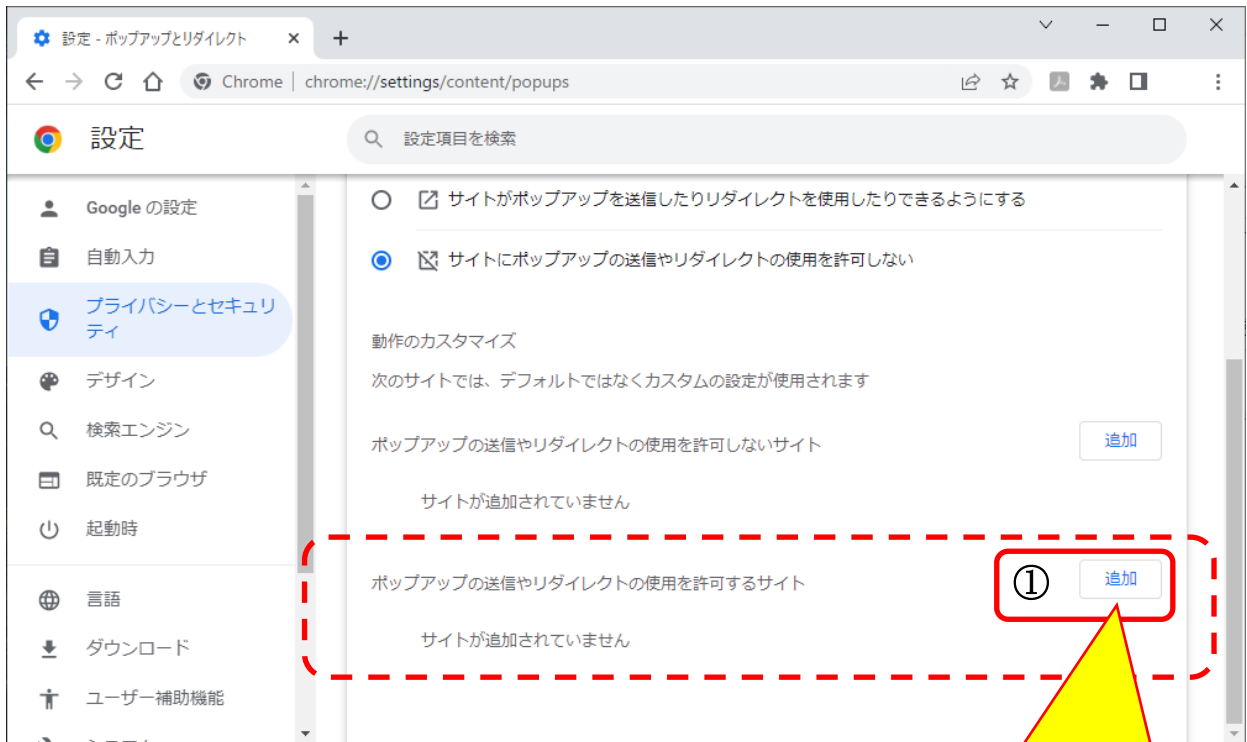 設定 - ポップアップとリダイレクト
Chrome | chrome://settings/content/popups
設定
設定項目を検索
Google の設定
自動入力
プライバシーとセキュリ
ティ
デザイン
検索エンジン
既定のブラウザ
起動時
言語
ダウンロード
ユーザー補助機能
サイトがポップアップを送信したりリダイレクトを使用したりできるようにする
サイトにポップアップの送信やリダイレクトの使用を許可しない
動作のカスタマイズ
次のサイトでは、デフォルトではなくカスタムの設定が使用されます
ポップアップの送信やリダイレクトの使用を許可しないサイト
追加
サイトが追加されていません
ポップアップの送信やリダイレクトの使用を許可するサイト
① 追加
サイトが追加されていません